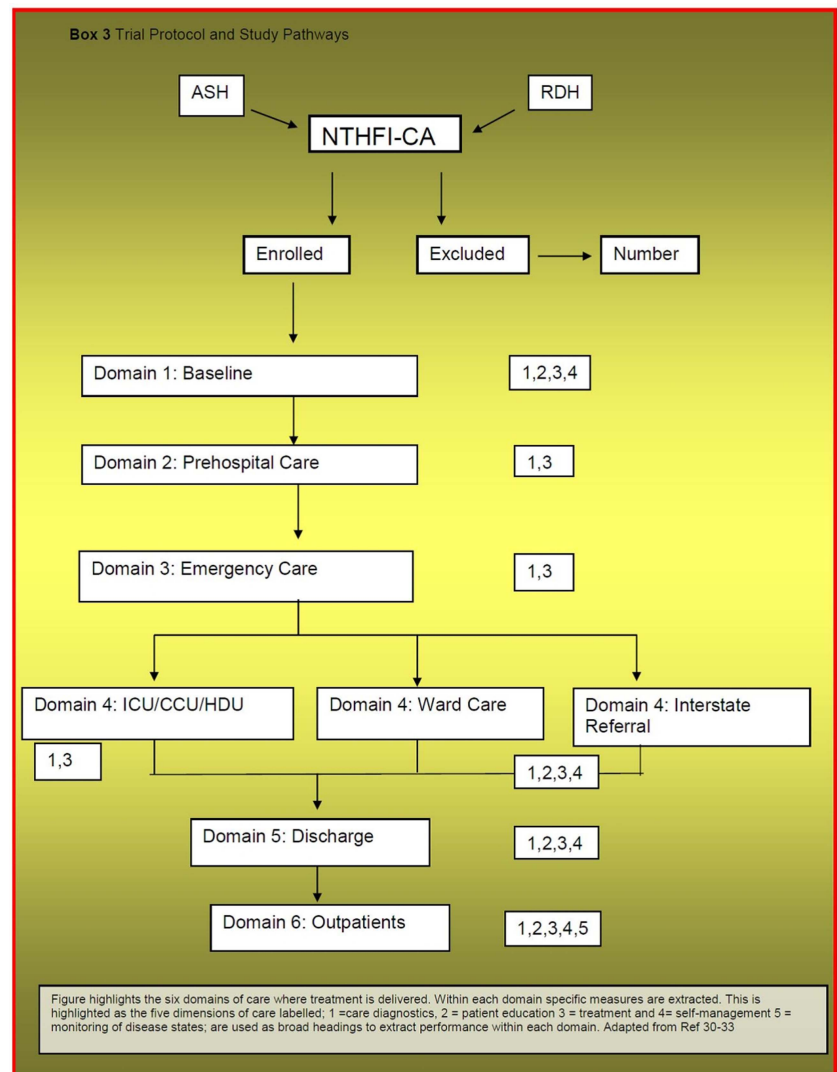 Box 3 Trial Protocol and Study Pathways
ASH
RDH
NTHFI-CA
Enrolled
Excluded
Number
Domain 1: Baseline
1,2,3,4
Domain 2: Prehospital Care
1,3
Domain 3: Emergency Care
1,3
Domain 4: ICU/CCU/HDU
Domain 4: Ward Care
Domain 4: Interstate
Referral
1,3
1,2,3,4
Domain 5: Discharge
1,2,3,4
Domain 6: Outpatients
1,2,3,4,5
Figure highlights the six domains of care where treatment is delivered. Within each domain specific measures are extracted. This is
highlighted as the five dimensions of care labelled; 1 =care diagnostics, 2 = patient education 3 = treatment and 4= self-management 5 =
monitoring of disease states; are used as broad headings to extract performance within each domain. Adapted from Ref 30-33